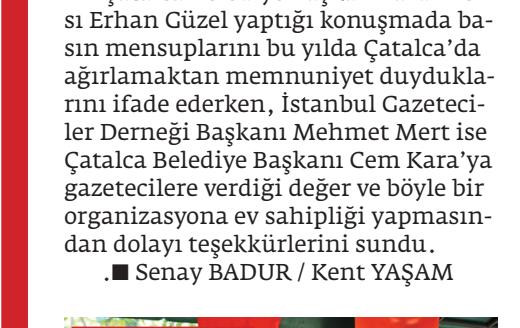 sı Erhan Güzel yaptığı konuşmada ba-
sın mensuplarını bu yılda Çatalca’da
ağırlamaktan memnuniyet duydukla-
rını ifade ederken, İstanbul Gazeteci-
ler Derneği Başkanı Mehmet Mert ise
Çatalca Belediye Başkanı Cem Kara’ya
gazetecilere verdiği değer ve böyle bir
organizasyona ev sahipliği yapmasın-
dan dolayı teşekkürlerini sundu.
.■ Senay BADUR / Kent YAŞAM